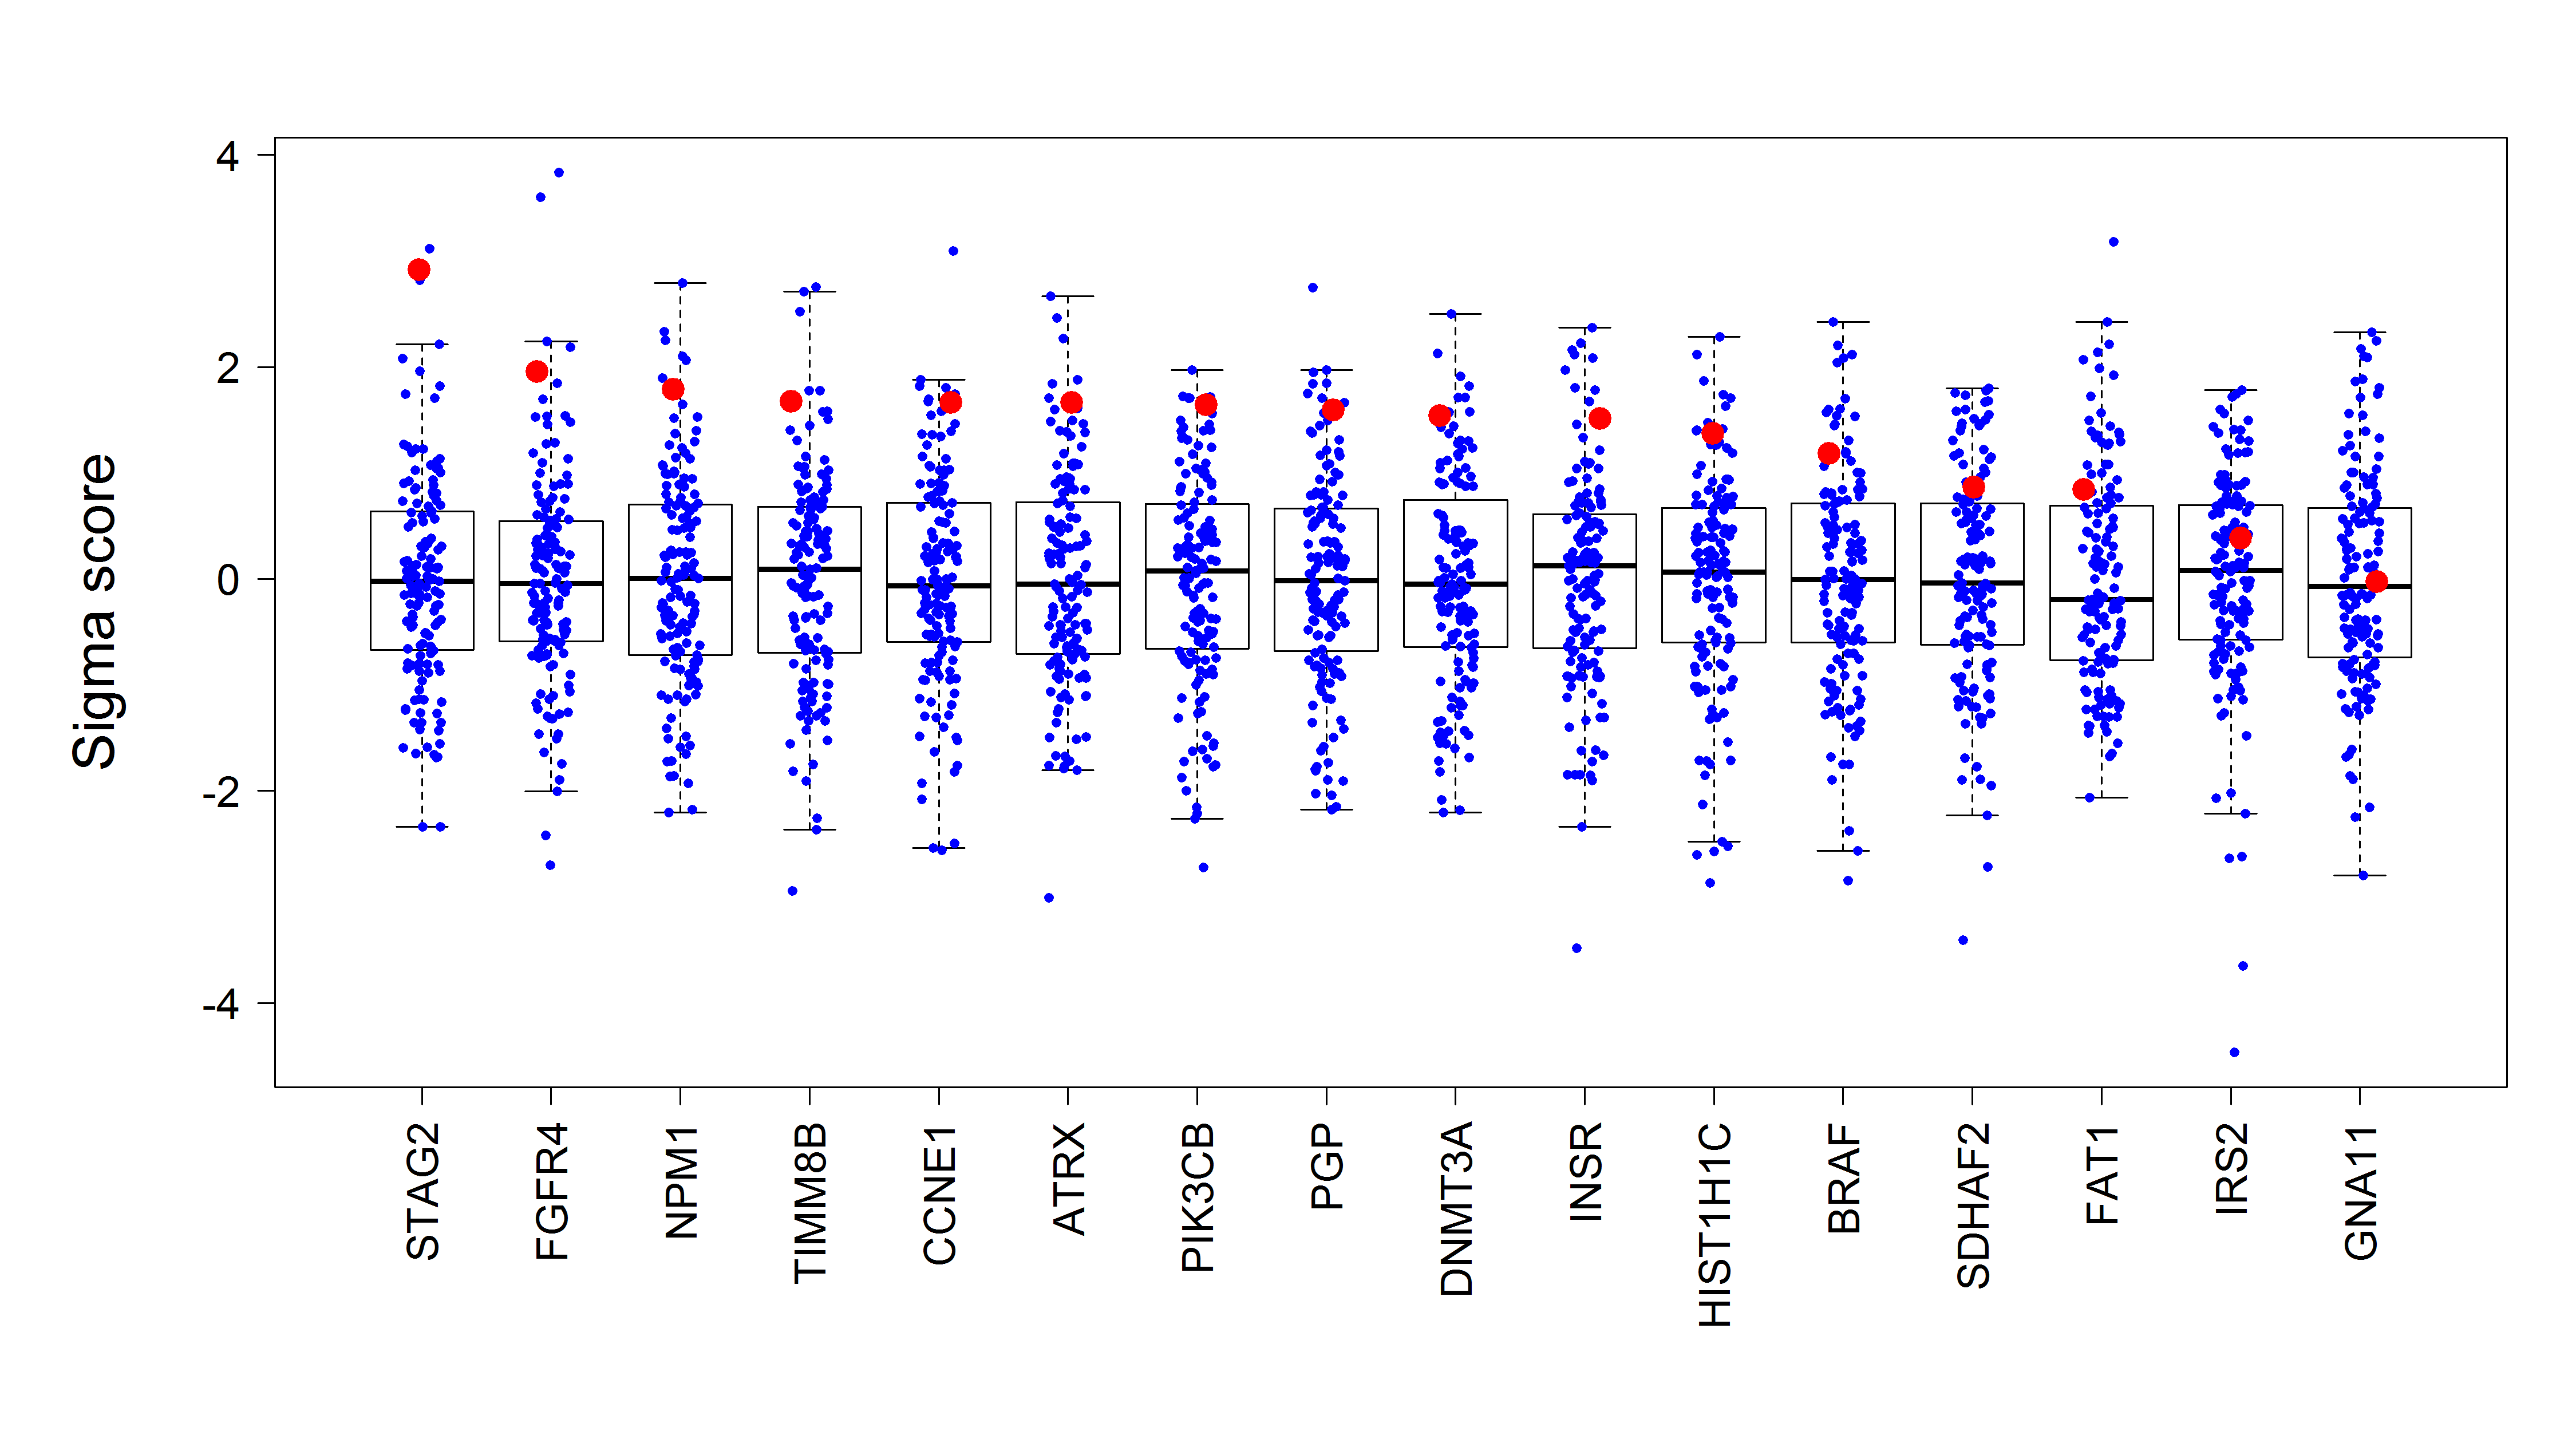 Sigma score
4
2
0
-2
-4
STAG2
FGFR4
NPM1
TIMM8B
CCNE1
ATRX
PIK3CB
PGP
DNMT3A
INSR
HIST1H1C
BRAF
SDHAF2
FAT1
IRS2
GNA11